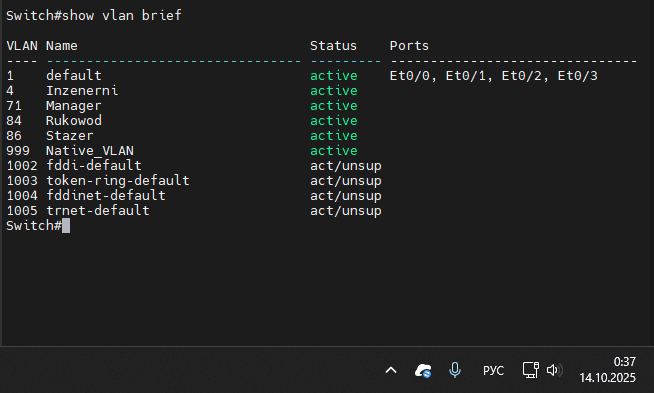 Switch#show vlan brief
VLAN Name                             Status    Ports
---- -------------------------------- --------- -------------------------------
1    default                          active    Et0/0, Et0/1, Et0/2, Et0/3
4    Inzenerni                        active
71   Manager                          active
84   Rukowod                          active
86   Stazer                           active
999  Native_VLAN                      active
1002 fddi-default                     act/unsup
1003 token-ring-default               act/unsup
1004 fddinet-default                  act/unsup
1005 trnet-default                    act/unsup
Switch#
РУС
0:37
14.10.2025